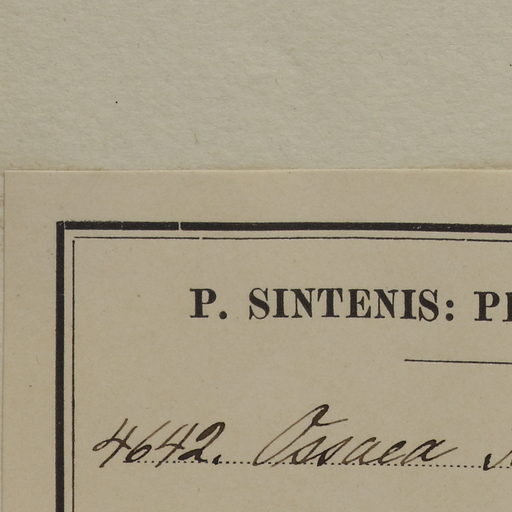 P. SINTENIS:
4642. Ossaea